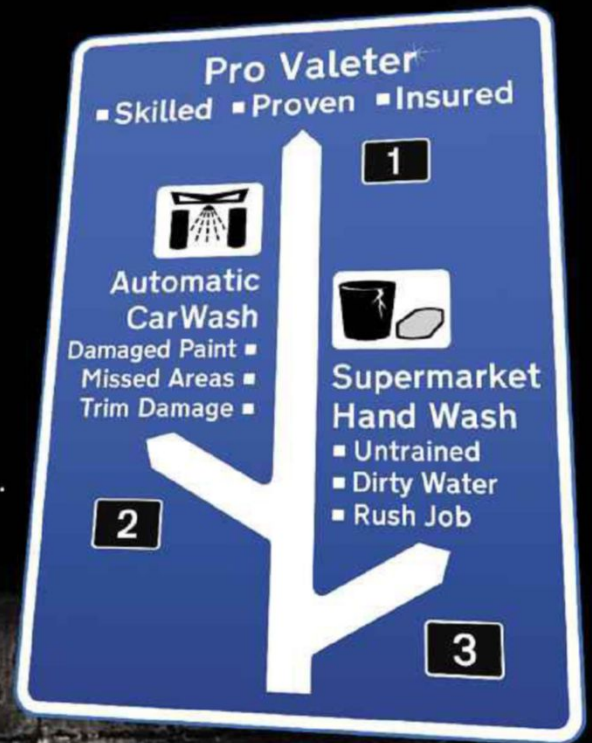 Pro Valeter
▪ Skilled ▪ Proven ▪ Insured
1
Automatic
CarWash
Damaged Paint ▪
Missed Areas ▪
Trim Damage ▪
Supermarket
Hand Wash
▪ Untrained
▪ Dirty Water
▪ Rush Job
2
3